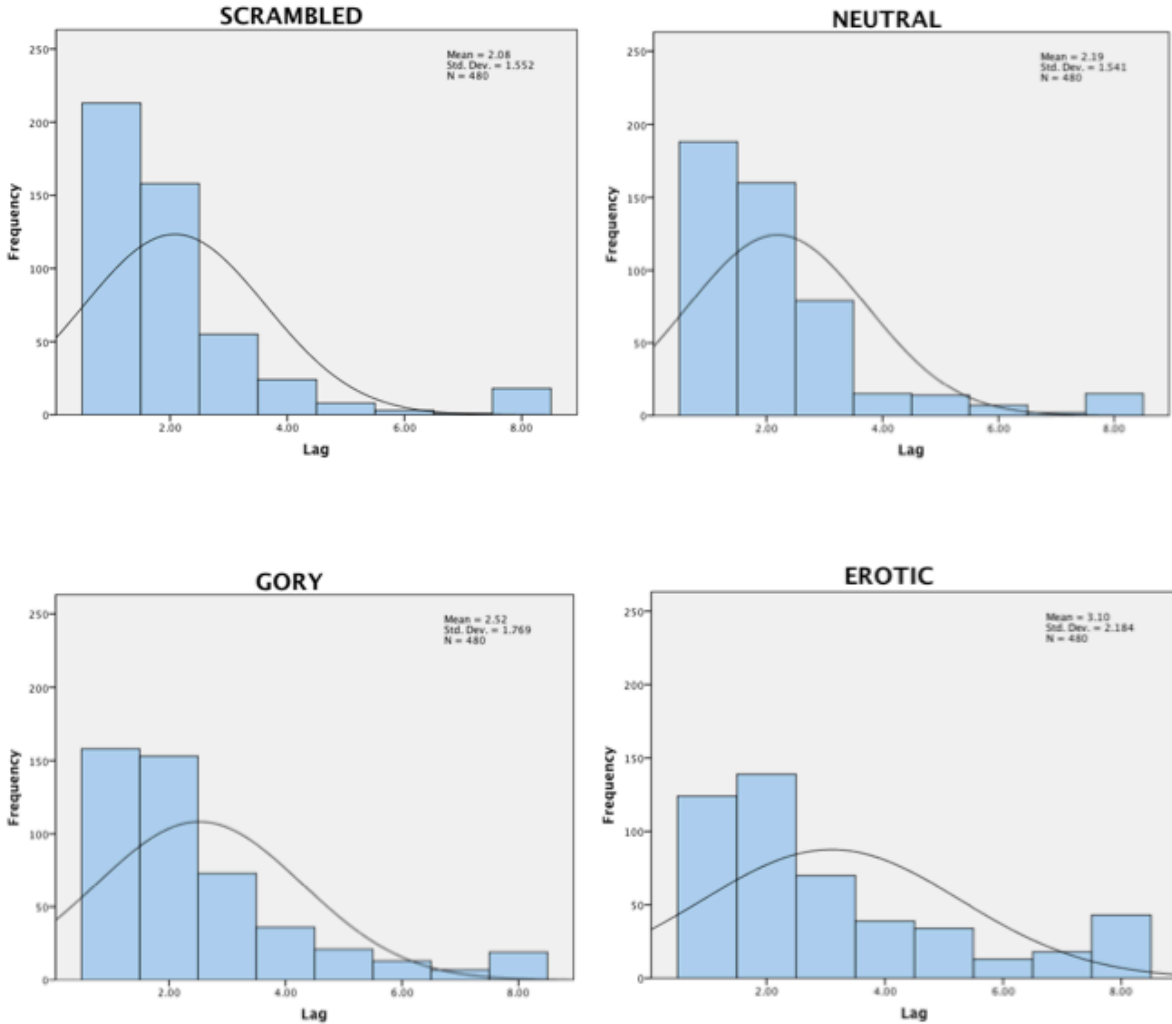 SCRAMBLED
Mean = 2.08
Std. Dev. = 1.552
N = 480
250
200
150
100
50
0
Frequency
2.00 4.00 6.00 8.00
Lag
NEUTRAL
Mean = 2.19
Std. Dev. = 1.541
N = 480
250
200
150
100
50
0
Frequency
2.00 4.00 6.00 8.00
Lag
GORY
Mean = 2.52
Std. Dev. = 1.769
N = 480
250
200
150
100
50
0
Frequency
2.00 4.00 6.00 8.00
Lag
EROTIC
Mean = 3.10
Std. Dev. = 2.184
N = 480
250
200
150
100
50
0
Frequency
2.00 4.00 6.00 8.00
Lag